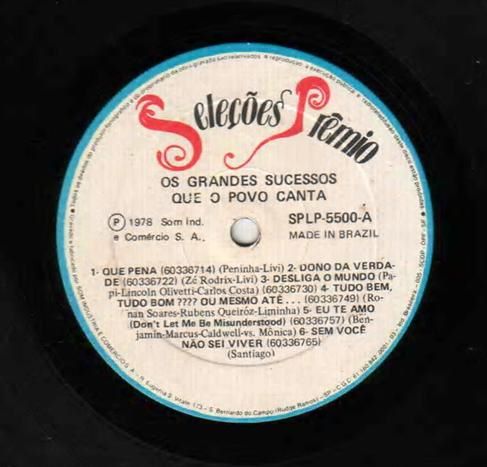 Seleções Prêmio
OS GRANDES SUCESSOS
QUE O POVO CANTA
Ⓟ 1978 Som Ind.
e Comércio S. A.,
SPLP-5500-A
MADE IN BRAZIL
1- QUE PENA (60336714) (Peninha-Livi) 2- DONO DA VERDA-
DE (60336722) (Zé Rodrix-Livi) 3- DESLIGA O MUNDO (Pa-
pi-Lincoln Olivetti-Carlos Costa) (60336730) 4- TUDO BEM,
TUDO BOM ???? OU MESMO ATÉ . . . (60336749) (Ro-
nan Soares-Rubens Queiróz-Liminha) 5- EU TE AMO
(Don't Let Me Be Misunderstood) (60336757) (Ben-
jamin-Marcus-Caldwell-vs. Mônica) 6- SEM VOCÊ
NÃO SEI VIVER (60336765)
(Santiago)